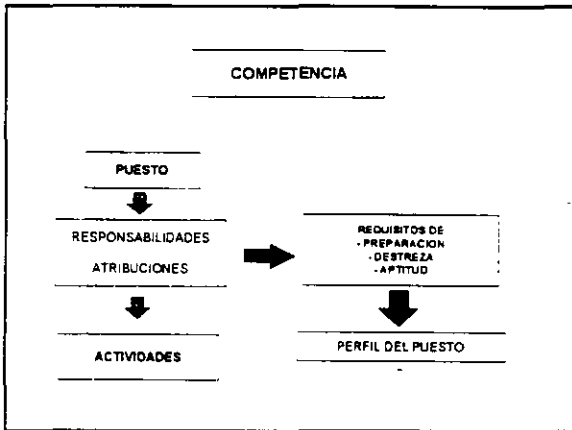 COMPETENCIA
PUESTO
RESPONSABILIDADES
ATRIBUCIONES
ACTIVIDADES
REQUISITOS DE
- PREPARACION
- DESTREZA
- APTITUD
PERFIL DEL PUESTO